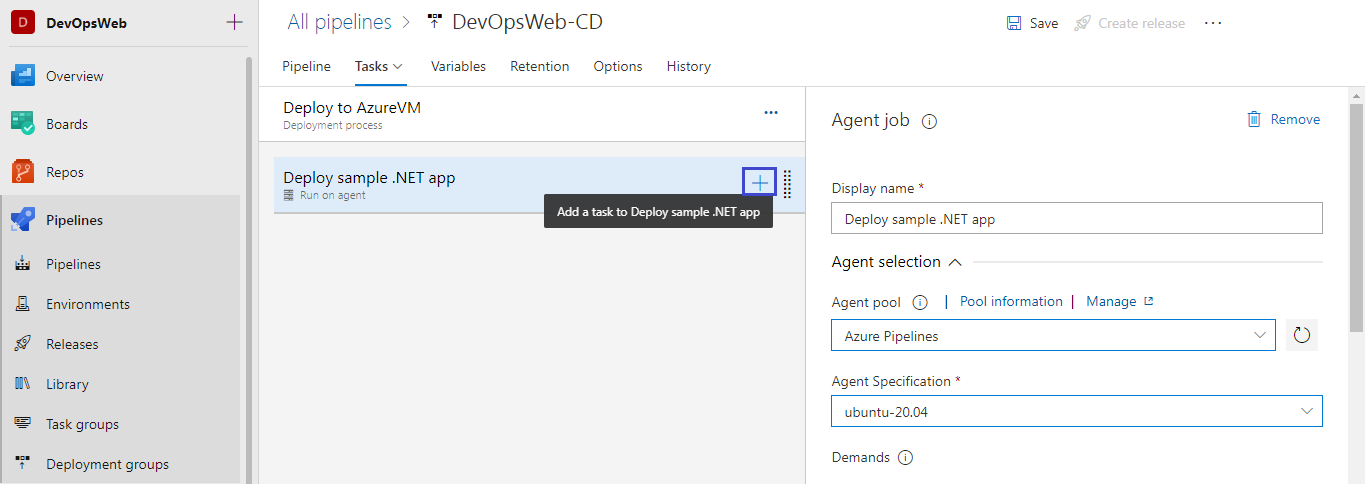 D DevOpsWeb
Overview
Boards
Repos
Pipelines
Pipelines
Environments
Releases
Library
Task groups
Deployment groups
All pipelines > DevOpsWeb-CD
Save Create release ...
Pipeline Tasks Variables Retention Options History
Deploy to AzureVM
Deployment process
Deploy sample .NET app
Run on agent
Add a task to Deploy sample .NET app
Agent job
Remove
Display name *
Deploy sample .NET app
Agent selection
Agent pool | Pool information | Manage
Azure Pipelines
Agent Specification *
ubuntu-20.04
Demands